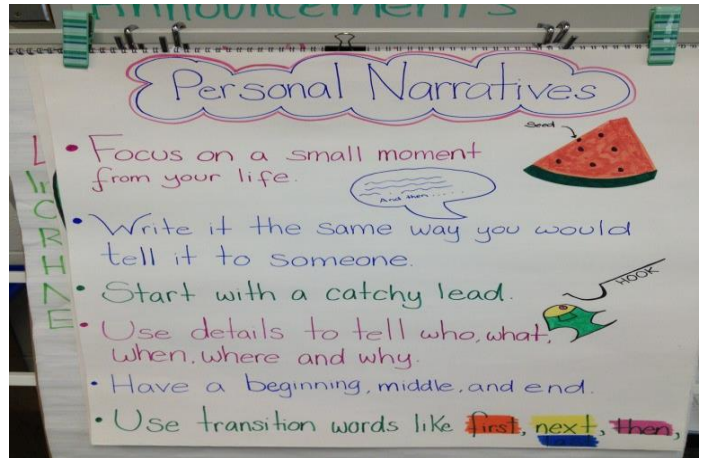 Announcements
Personal Narratives
Seed
• Focus on a small moment
from your life.
And then......
• Write it the same way you would
tell it to someone.
HOOK
• Start with a catchy lead.
• Use details to tell who, what,
when, where and why.
• Have a beginning, middle, and end.
• Use transition words like first, next, then,